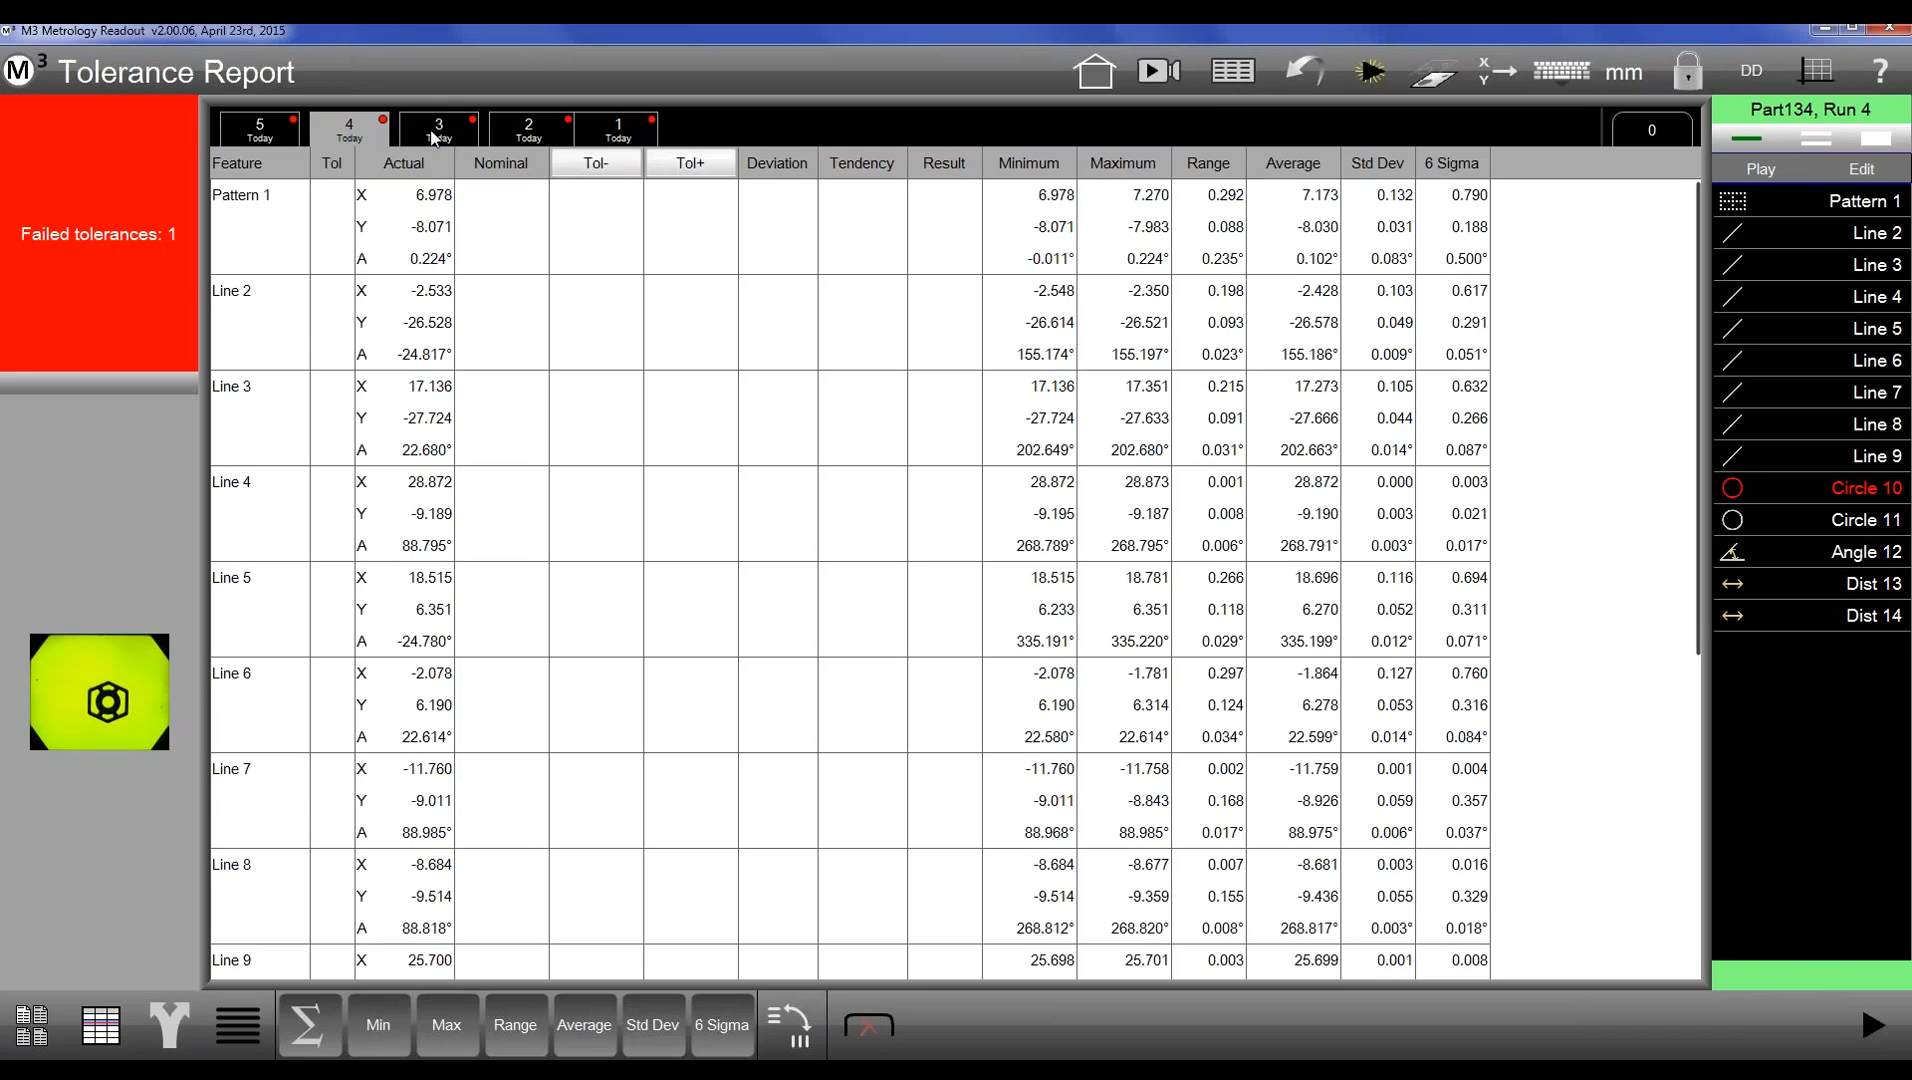 M3 Metrology Readout v2.00.06, April 23rd, 2015
M3 Tolerance Report
X
Y
mm
DD
?
5 4 3 2 1 0
Today Today Today Today Today
Feature Tol Actual Nominal Tol- Tol+ Deviation Tendency Result Minimum Maximum Range Average Std Dev 6 Sigma
Pattern 1 X 6.978 6.978 7.270 0.292 7.173 0.132 0.790
Y -8.071 -8.071 -7.983 0.088 -8.030 0.031 0.188
A 0.224° -0.011° 0.224° 0.235° 0.102° 0.083° 0.500°
Line 2 X -2.533 -2.548 -2.350 0.198 -2.428 0.103 0.617
Y -26.528 -26.614 -26.521 0.093 -26.578 0.049 0.291
A -24.817° 155.174° 155.197° 0.023° 155.186° 0.009° 0.051°
Line 3 X 17.136 17.136 17.351 0.215 17.273 0.105 0.632
Y -27.724 -27.724 -27.633 0.091 -27.666 0.044 0.266
A 22.680° 202.649° 202.680° 0.031° 202.663° 0.014° 0.087°
Line 4 X 28.872 28.872 28.873 0.001 28.872 0.000 0.003
Y -9.189 -9.195 -9.187 0.008 -9.190 0.003 0.021
A 88.795° 268.789° 268.795° 0.006° 268.791° 0.003° 0.017°
Line 5 X 18.515 18.515 18.781 0.266 18.696 0.116 0.694
Y 6.351 6.233 6.351 0.118 6.270 0.052 0.311
A -24.780° 335.191° 335.220° 0.029° 335.199° 0.012° 0.071°
Line 6 X -2.078 -2.078 -1.781 0.297 -1.864 0.127 0.760
Y 6.190 6.190 6.314 0.124 6.278 0.053 0.316
A 22.614° 22.580° 22.614° 0.034° 22.599° 0.014° 0.084°
Line 7 X -11.760 -11.760 -11.758 0.002 -11.759 0.001 0.004
Y -9.011 -9.011 -8.843 0.168 -8.926 0.059 0.357
A 88.985° 88.968° 88.985° 0.017° 88.975° 0.006° 0.037°
Line 8 X -8.684 -8.684 -8.677 0.007 -8.681 0.003 0.016
Y -9.514 -9.514 -9.359 0.155 -9.436 0.055 0.329
A 88.818° 268.812° 268.820° 0.008° 268.817° 0.003° 0.018°
Line 9 X 25.700 25.698 25.701 0.003 25.699 0.001 0.008
Failed tolerances: 1
Part134, Run 4
Play Edit
Pattern 1
Line 2
Line 3
Line 4
Line 5
Line 6
Line 7
Line 8
Line 9
Circle 10
Circle 11
Angle 12
Dist 13
Dist 14
Σ Min Max Range Average Std Dev 6 Sigma